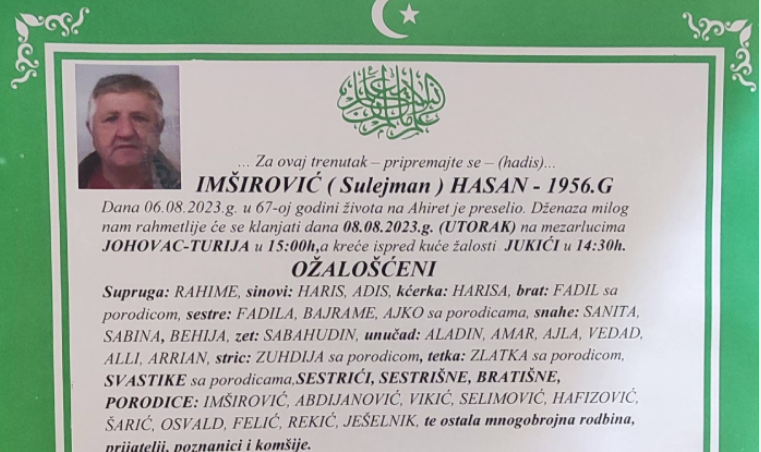 ... Za ovaj trenutak – pripremajte se – (hadis)...
IMŠIROVIĆ ( Sulejman ) HASAN - 1956.G
Dana 06.08.2023.g. u 67-oj godini života na Ahiret je preselio. Dženaza milog
nam rahmetlije će se klanjati dana 08.08.2023.g. (UTORAK) na mezarlucima
JOHOVAC-TURIJA u 15:00h,a kreće ispred kuće žalosti JUKIĆI u 14:30h.
OŽALOŠĆENI
Supruga: RAHIME, sinovi: HARIS, ADIS, kćerka: HARISA, brat: FADIL sa
porodicom, sestre: FADILA, BAJRAME, AJKO sa porodicama, snahe: SANITA,
SABINA, BEHIJA, zet: SABAHUDIN, unučad: ALADIN, AMAR, AJLA, VEDAD,
ALLI, ARRIAN, stric: ZUHDIJA sa porodicom, tetka: ZLATKA sa porodicom,
SVASTIKE sa porodicama,SESTRIĆI, SESTRIŠNE, BRATIŠNE,
PORODICE: IMŠIROVIĆ, ABDIJANOVIĆ, VIKIĆ, SELIMOVIĆ, HAFIZOVIĆ,
ŠARIĆ, OSVALD, FELIĆ, REKIĆ, JEŠELNIK, te ostala mnogobrojna rodbina,
prijatelji, poznanici i komšije.